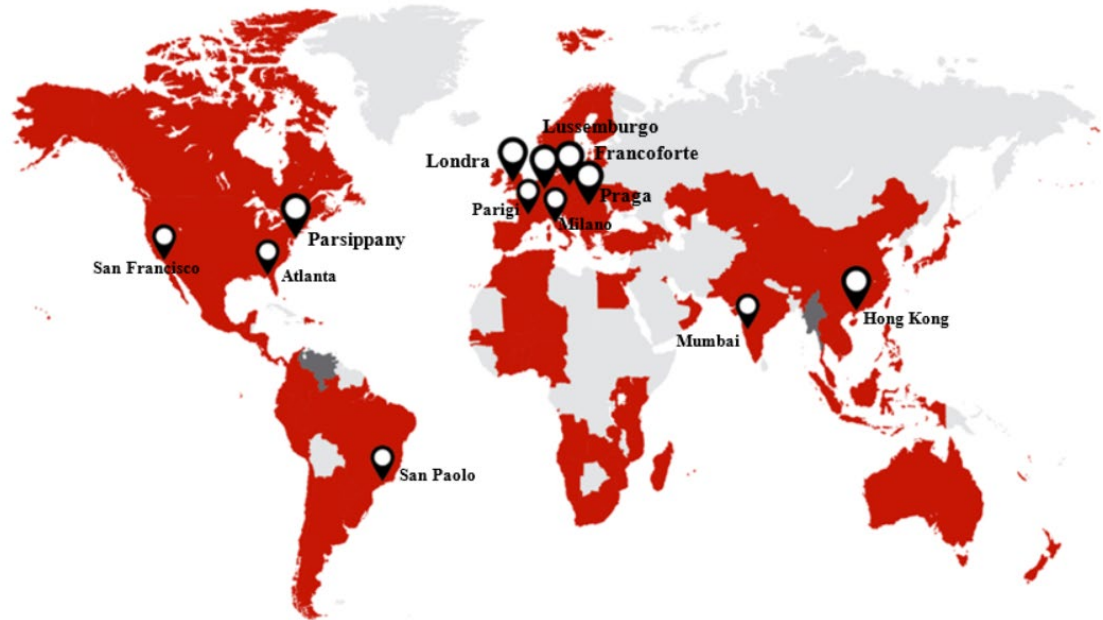 Lussemburgo
Londra
Francoforte
Praga
Parigi
Milano
Parsippany
San Francisco
Atlanta
Hong Kong
Mumbai
San Paolo